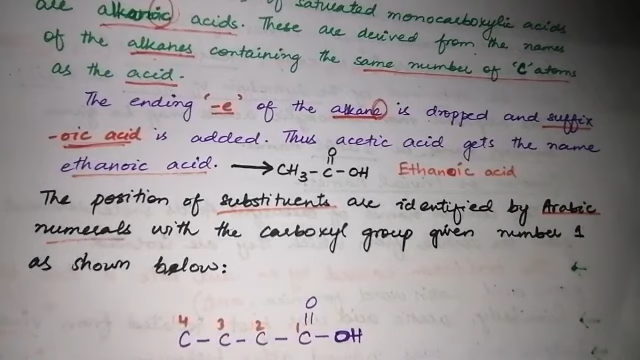 are alkanoic acids. of saturated monocarboxylic acids
These are derived from the names
of the alkanes containing the same number of 'C' atoms
as the acid.
The ending '-e' of the alkane is dropped and suffix
-oic acid is added. Thus acetic acid gets the name
ethanoic acid. → CH3 - C - OH Ethanoic acid
O
||
The position of substituents are identified by Arabic
numerals with the carboxyl group given number 1
as shown below:
O
||
4 3 2 1
C - C - C - C - OH